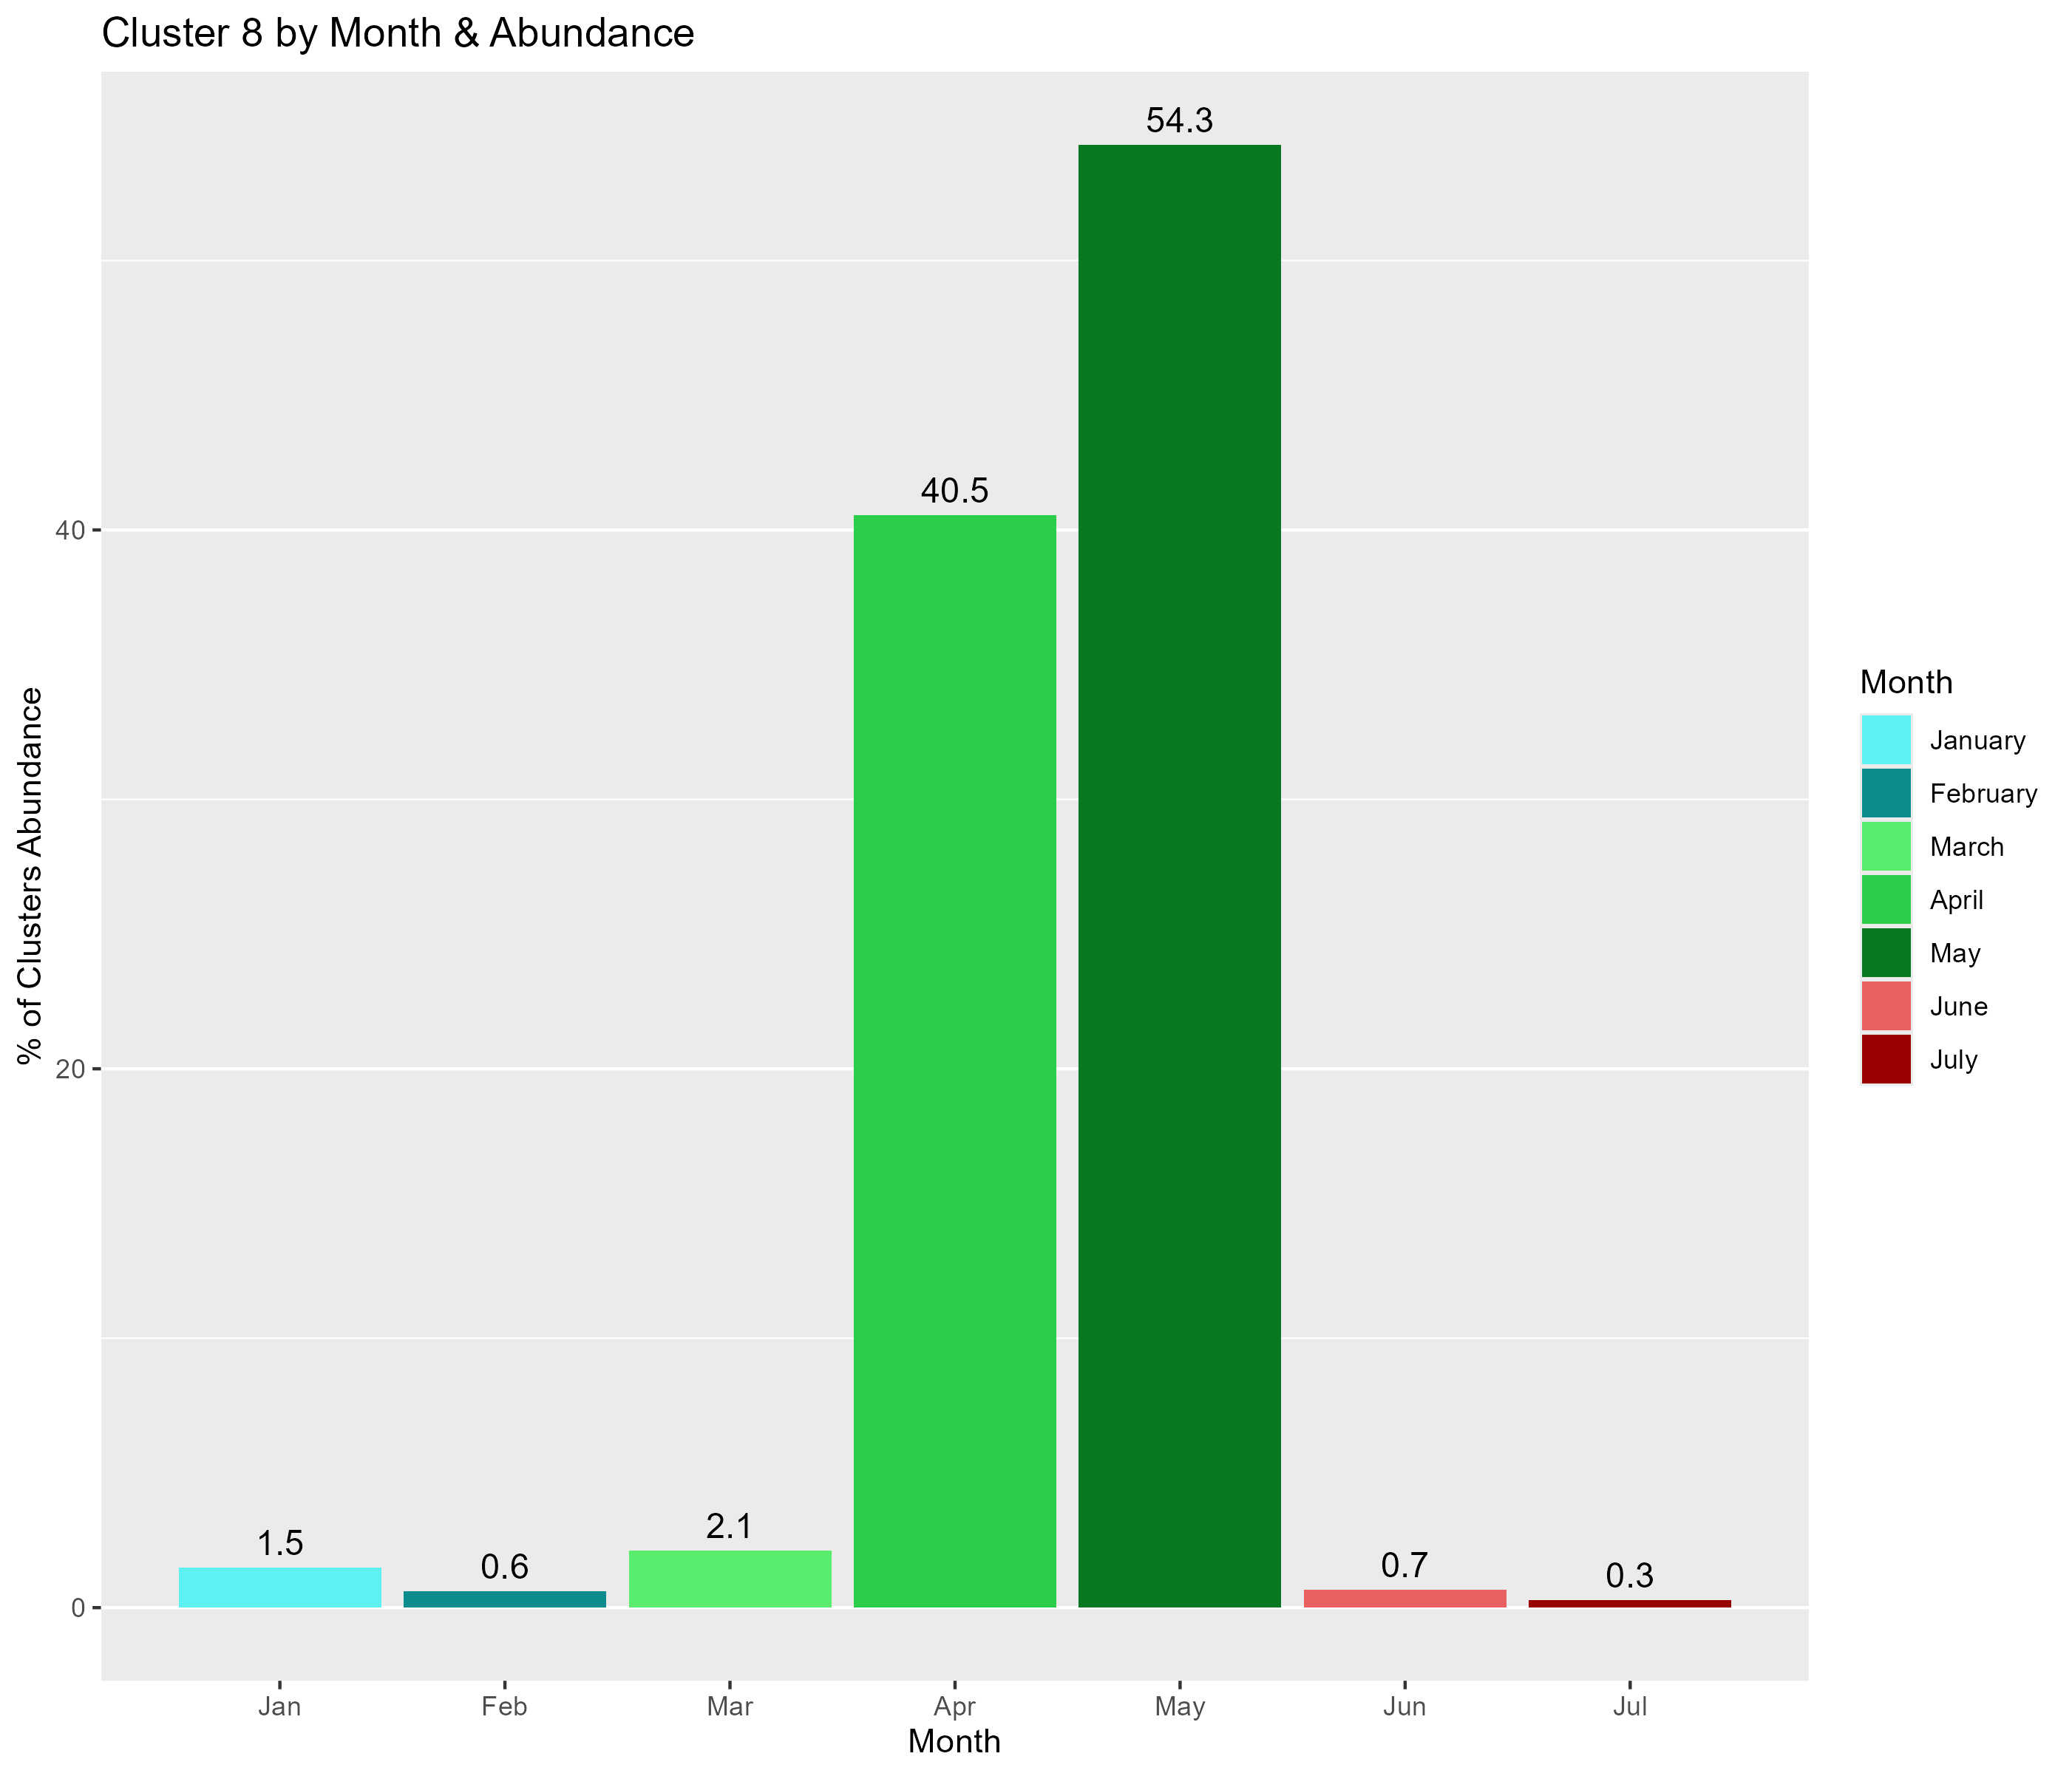 Cluster 8 by Month & Abundance
% of Clusters Abundance
40
20
0
1.5
0.6
2.1
40.5
54.3
0.7
0.3
Jan
Feb
Mar
Apr
May
Jun
Jul
Month
Month
January
February
March
April
May
June
July